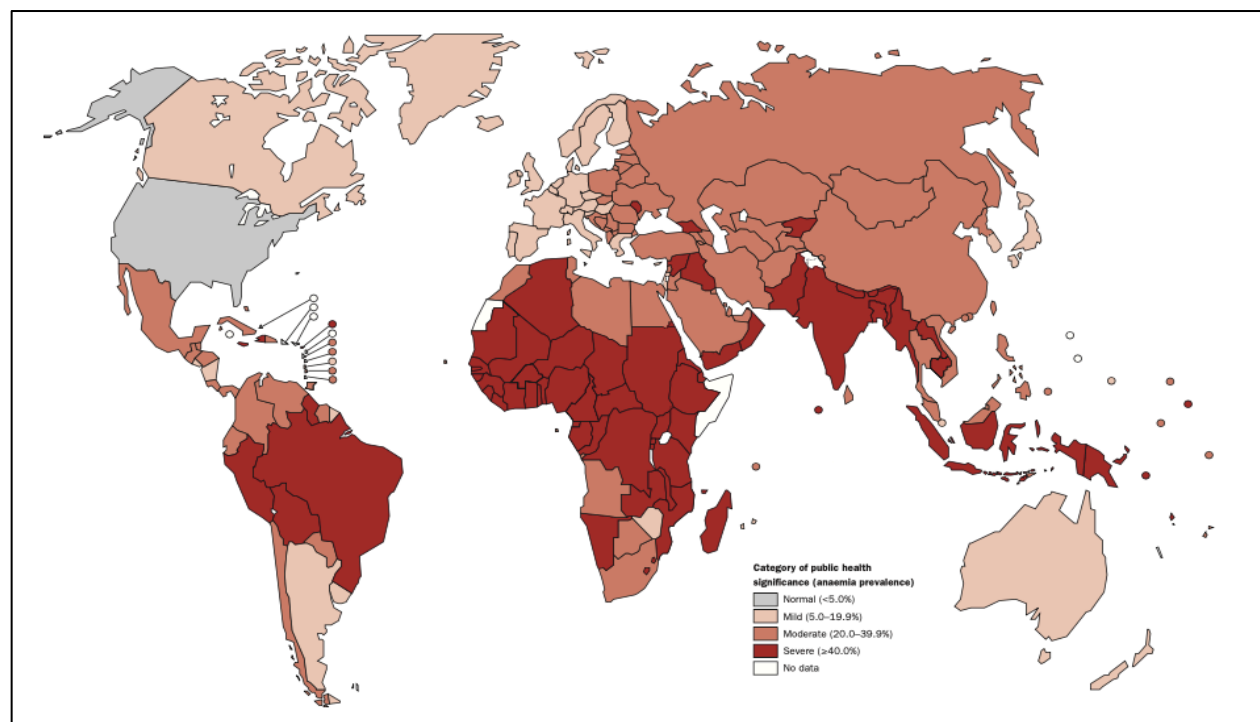 Category of public health
significance (anaemia prevalence)
Normal (<5.0%)
Mild (5.0–19.9%)
Moderate (20.0–39.9%)
Severe (≥40.0%)
No data